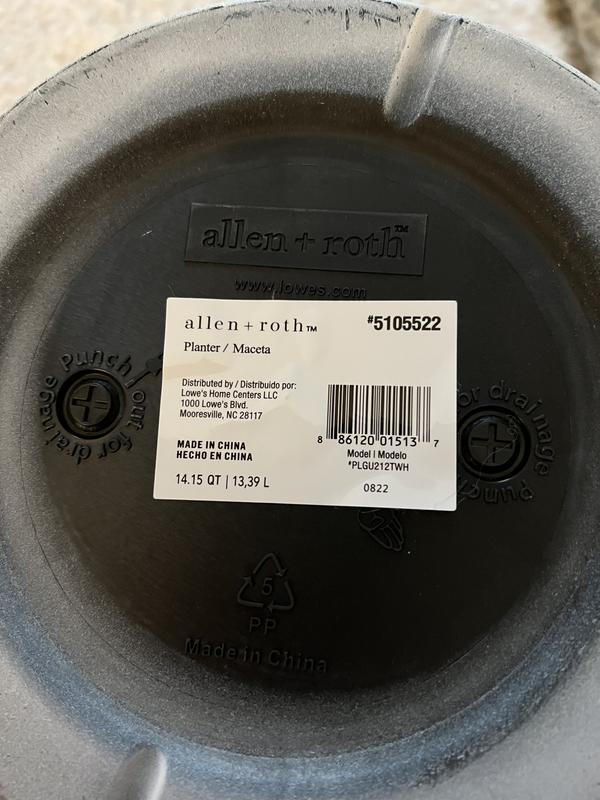 allen + roth™
www.lowes.com
allen + roth™
#5105522
Planter / Maceta
Distributed by / Distribuido por:
Lowe's Home Centers LLC
1000 Lowe's Blvd.
Mooresville, NC 28117
MADE IN CHINA
HECHO EN CHINA
14.15 QT | 13,39 L
8 86120 01513 7
Model | Modelo
#PLGU212TWH
0822
Punch out for drainage
Punch
for drainage
5
PP
Made in China